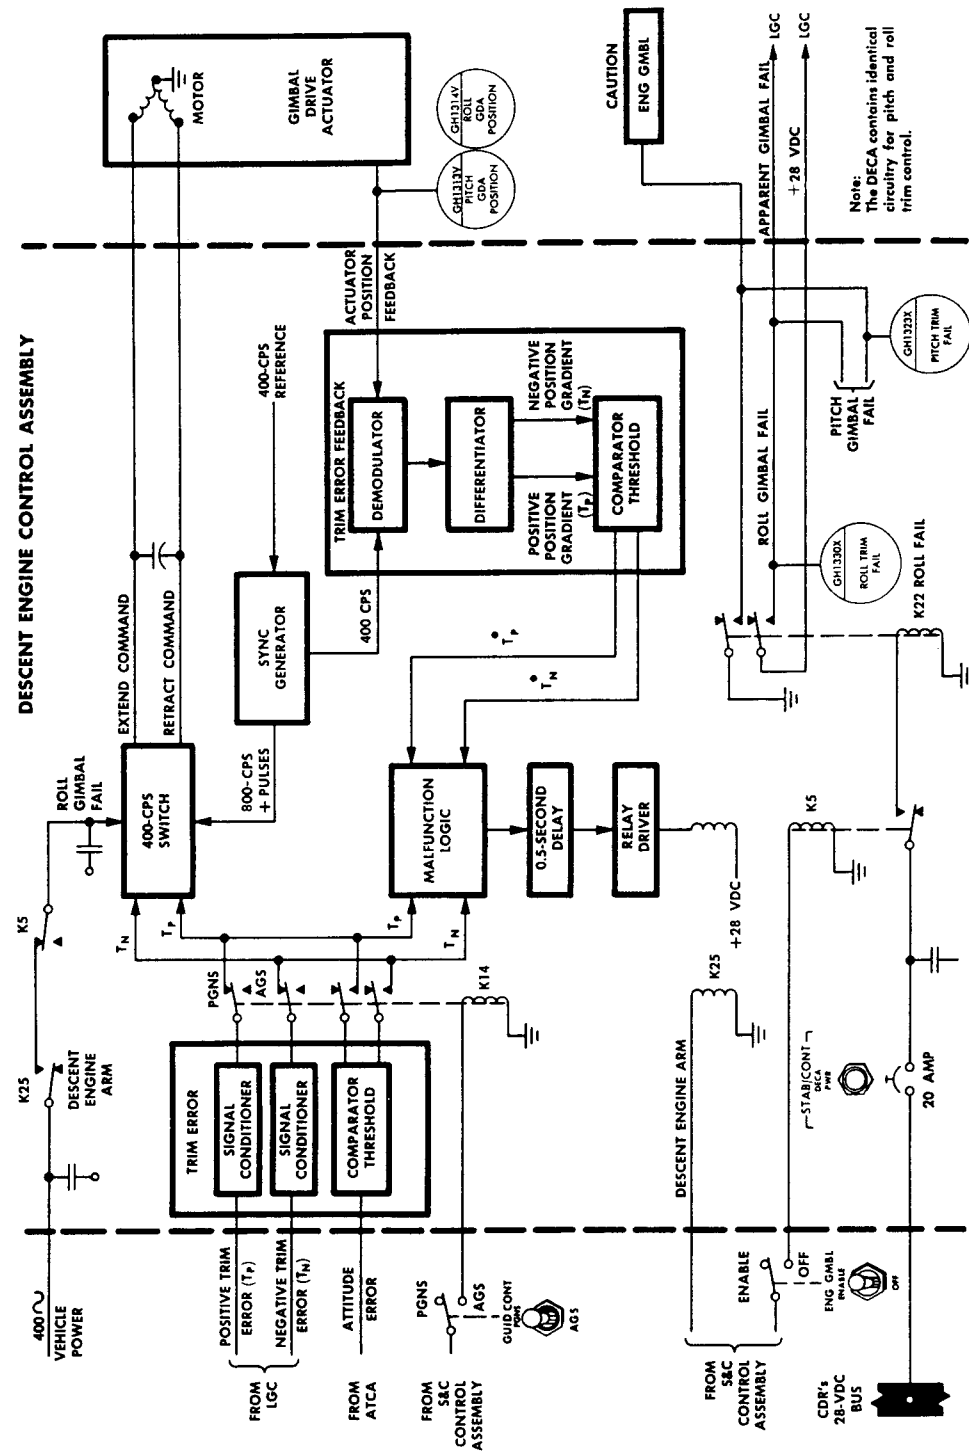 DESCENT ENGINE CONTROL ASSEMBLY
400∿
VEHICLE
POWER
K25
DESCENT
ENGINE
ARM
K5
ROLL
GIMBAL
FAIL
400-CPS
SWITCH
EXTEND COMMAND
RETRACT COMMAND
MOTOR
GIMBAL
DRIVE
ACTUATOR
FROM
LGC
POSITIVE TRIM
ERROR (TP)
NEGATIVE TRIM
ERROR (TN)
FROM
ATCA
ATTITUDE
ERROR
TRIM ERROR
SIGNAL
CONDITIONER
SIGNAL
CONDITIONER
COMPARATOR
THRESHOLD
PGNS
AGS
TN
TP
TP
TN
800-CPS
+ PULSES
SYNC
GENERATOR
400-CPS
REFERENCE
400 CPS
TRIM ERROR FEEDBACK
DEMODULATOR
DIFFERENTIATOR
POSITIVE
POSITION
GRADIENT
(TP)
NEGATIVE
POSITION
GRADIENT
(TN)
COMPARATOR
THRESHOLD
ACTUATOR
POSITION
FEEDBACK
GH1313V
PITCH
GDA
POSITION
GH1314V
ROLL
GDA
POSITION
ṪP
ṪN
MALFUNCTION
LOGIC
0.5-SECOND
DELAY
RELAY
DRIVER
+28 VDC
K14
FROM
S&C
CONTROL
ASSEMBLY
PGNS
AGS
GUID CONT
PGNS
AGS
DESCENT ENGINE ARM
K25
K5
FROM
S&C
CONTROL
ASSEMBLY
ENABLE
OFF
ENG GMBL
ENABLE
OFF
STAB/CONT
DECA
PWR
20 AMP
CDR's
28-VDC
BUS
K22 ROLL FAIL
GH1330X
ROLL TRIM
FAIL
ROLL GIMBAL FAIL
PITCH
GIMBAL
FAIL
GH1323X
PITCH TRIM
FAIL
CAUTION
ENG GMBL
APPARENT GIMBAL FAIL
LGC
+28 VDC
LGC
Note:
The DECA contains identical
circuitry for pitch and roll
trim control.